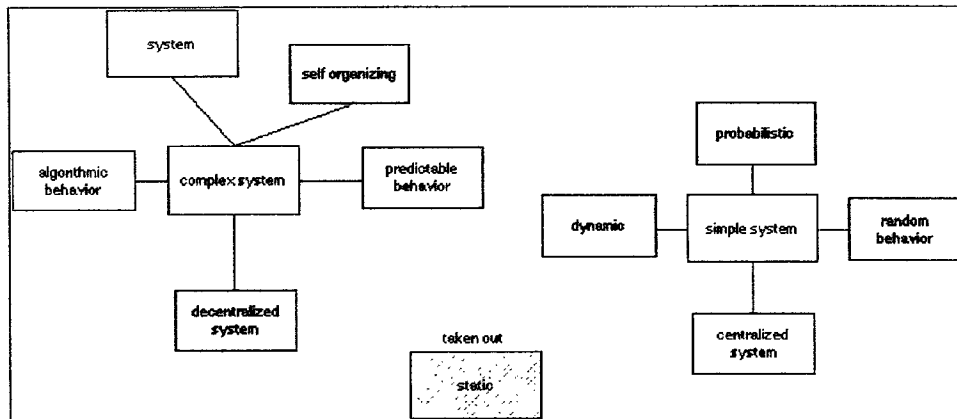 system
self organizing
probabilistic
algorithmic
behavior
complex system
predictable
behavior
dynamic
simple system
random
behavior
decentralized
system
taken out
static
centralized
system